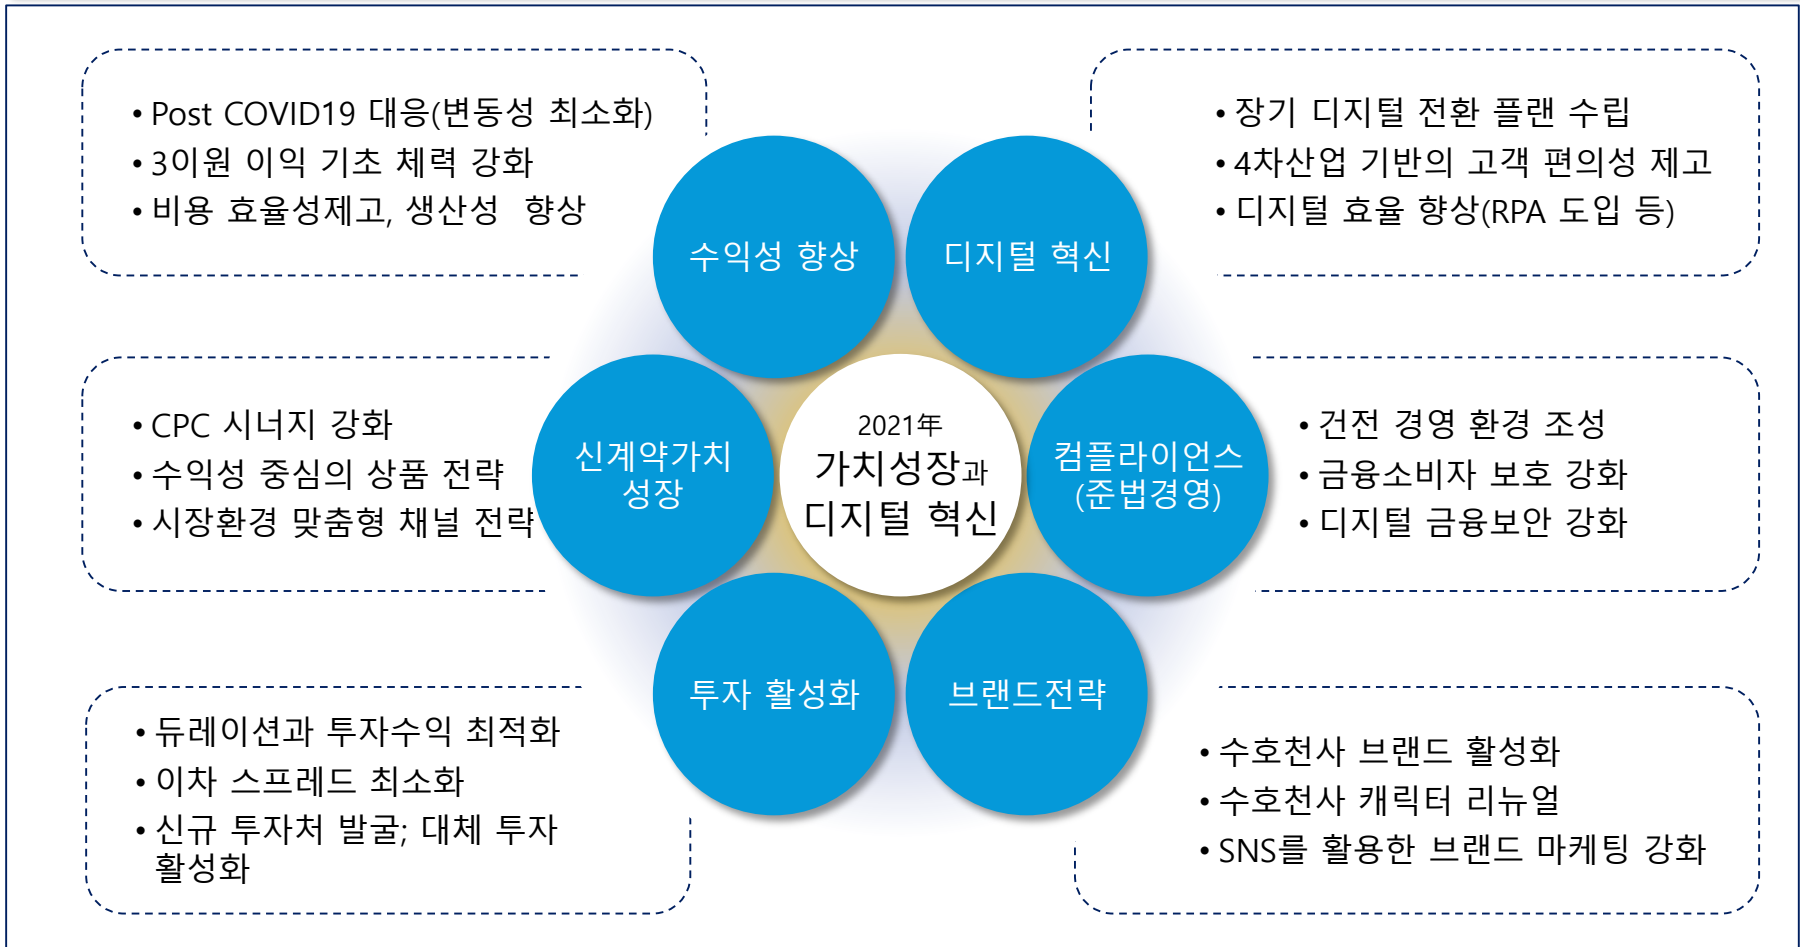 • Post COVID19 대응(변동성 최소화)
• 3이원 이익 기초 체력 강화
• 비용 효율성제고, 생산성  향상
수익성 향상
디지털 혁신
• 장기 디지털 전환 플랜 수립
• 4차산업 기반의 고객 편의성 제고
• 디지털 효율 향상(RPA 도입 등)
• CPC 시너지 강화
• 수익성 중심의 상품 전략
• 시장환경 맞춤형 채널 전략
신계약가치
성장
2021年
가치성장과
디지털 혁신
컴플라이언스
(준법경영)
• 건전 경영 환경 조성
• 금융소비자 보호 강화
• 디지털 금융보안 강화
• 듀레이션과 투자수익 최적화
• 이차 스프레드 최소화
• 신규 투자처 발굴; 대체 투자
활성화
투자 활성화
브랜드전략
• 수호천사 브랜드 활성화
• 수호천사 캐릭터 리뉴얼
• SNS를 활용한 브랜드 마케팅 강화